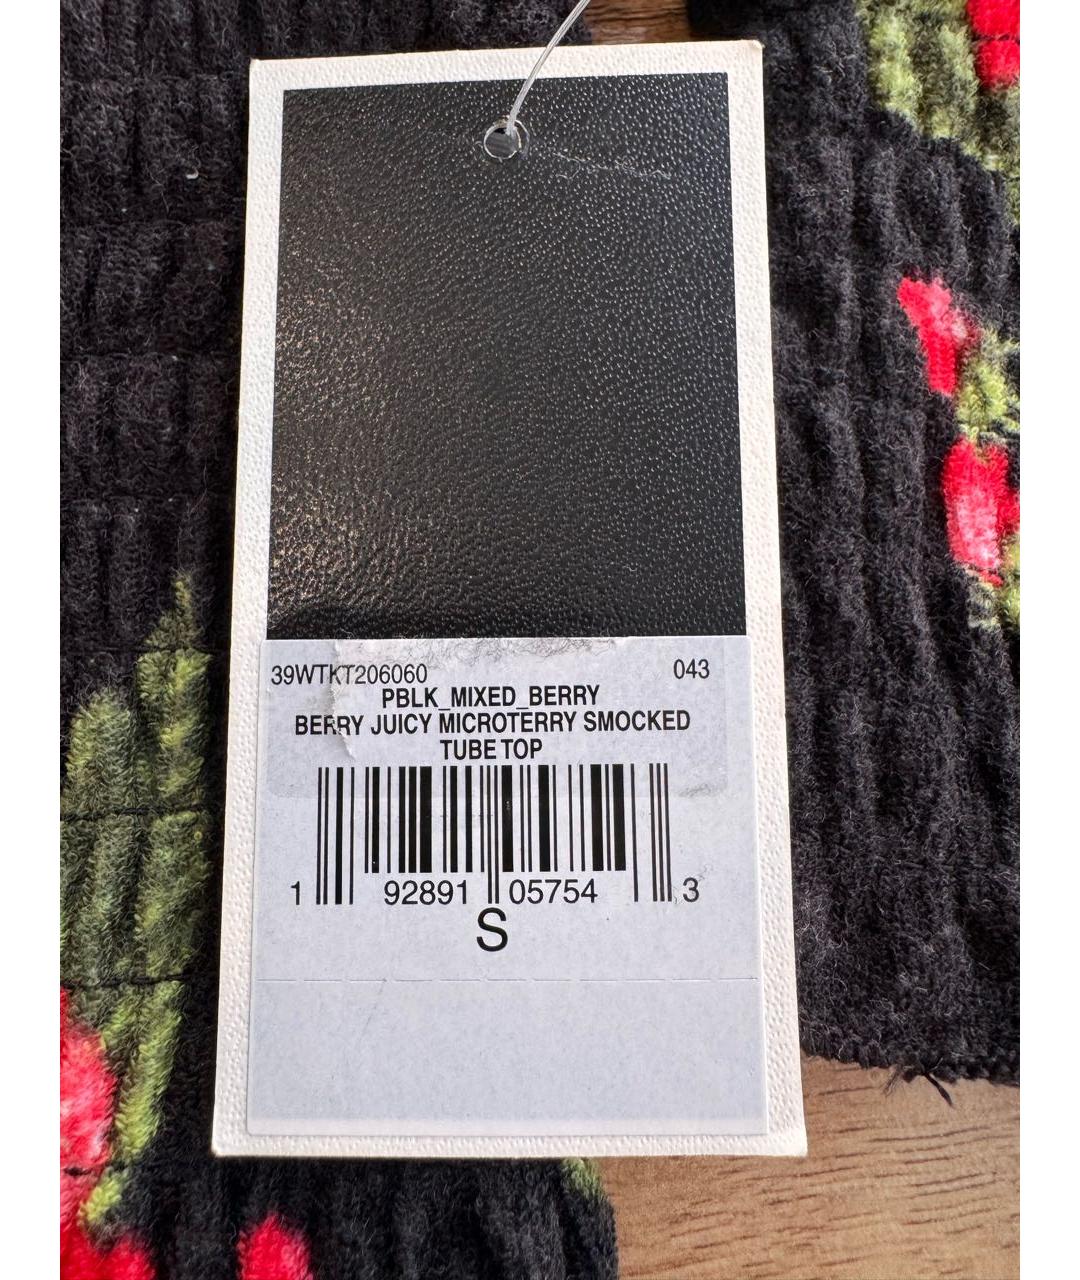 39WTKT206060 043
PBLK_MIXED_BERRY
BERRY JUICY MICROTERRY SMOCKED
TUBE TOP
1 92891 05754 3
S